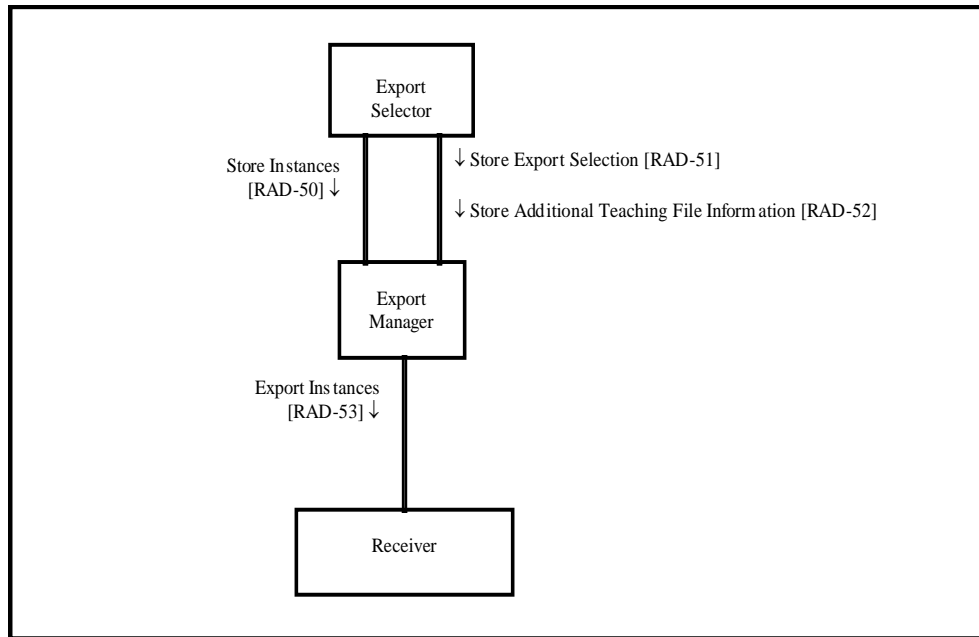 Export
Selector
Store Instances
[RAD-50] ↓
↓ Store Export Selection [RAD-51]
↓ Store Additional Teaching File Information [RAD-52]
Export
Manager
Export Instances
[RAD-53] ↓
Receiver